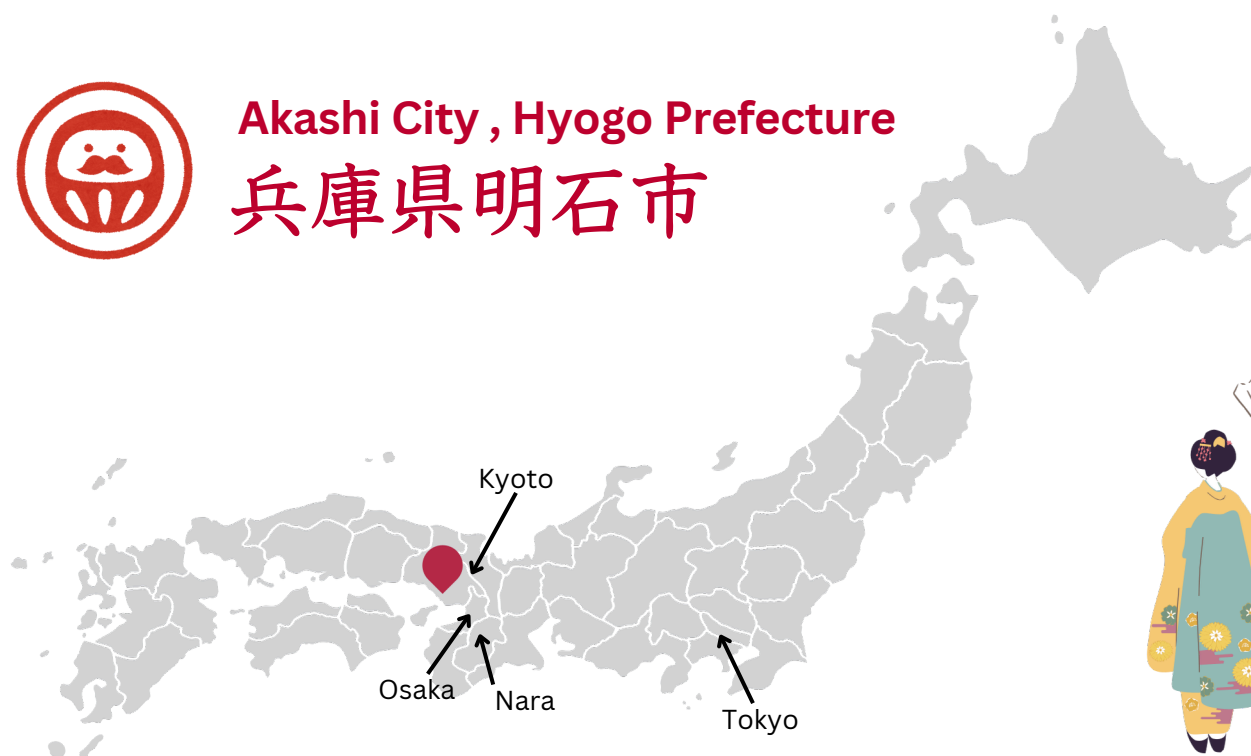 Akashi City , Hyogo Prefecture
兵庫県明石市
Kyoto
Osaka
Nara
Tokyo